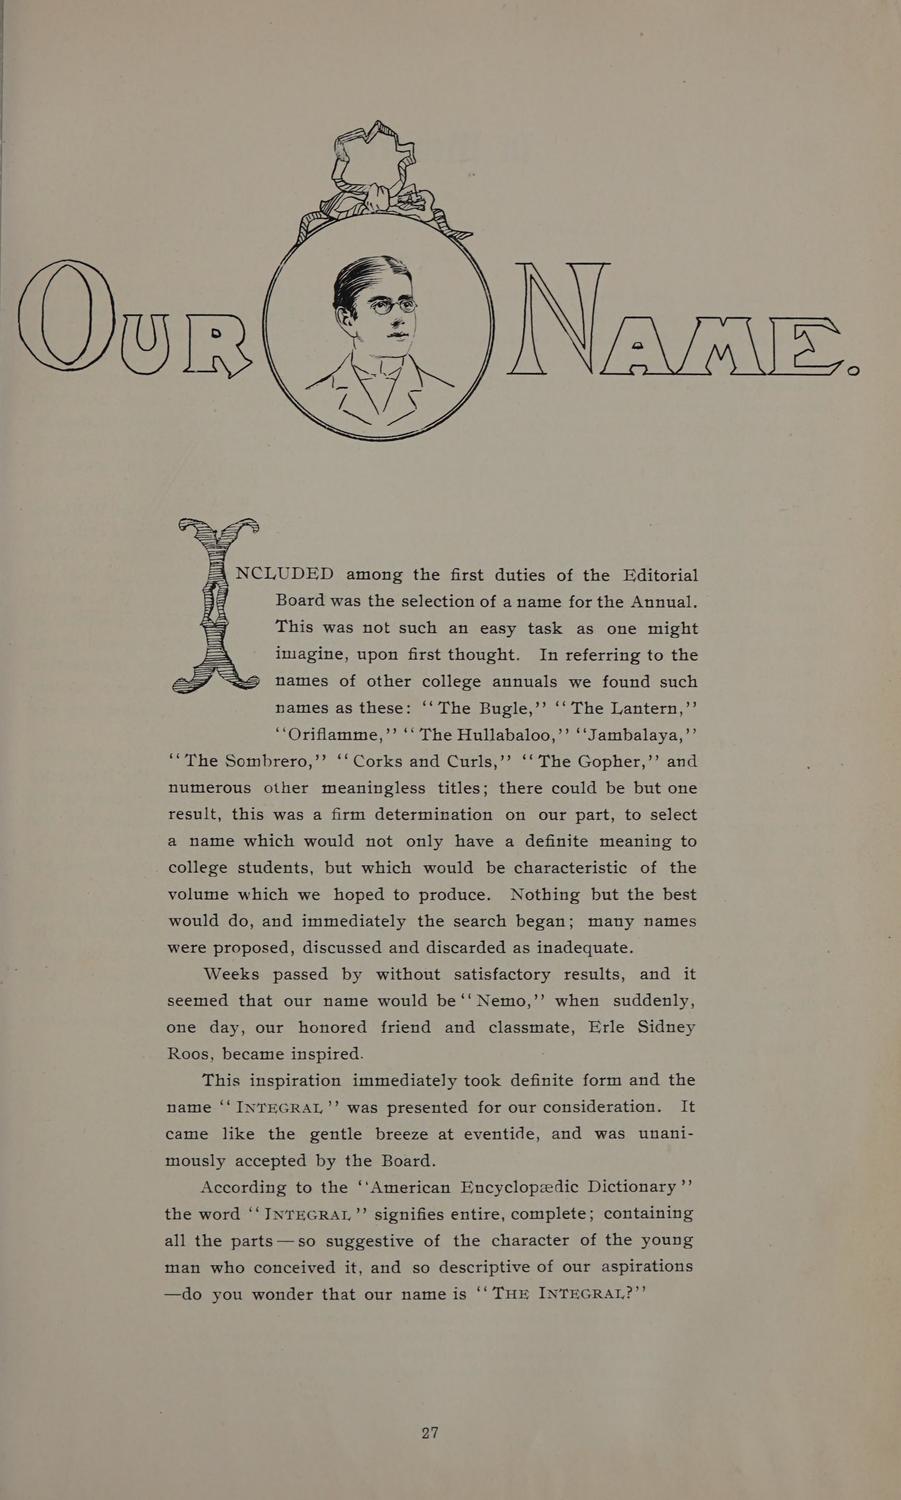 OUR NAME.
INCLUDED among the first duties of the Editorial
Board was the selection of a name for the Annual.
This was not such an easy task as one might
imagine, upon first thought. In referring to the
names of other college annuals we found such
names as these: ‘‘The Bugle,’’ ‘‘The Lantern,’’
‘‘Oriflamme,’’ ‘‘The Hullabaloo,’’ ‘‘Jambalaya,’’
‘‘The Sombrero,’’ ‘‘Corks and Curls,’’ ‘‘The Gopher,’’ and
numerous other meaningless titles; there could be but one
result, this was a firm determination on our part, to select
a name which would not only have a definite meaning to
college students, but which would be characteristic of the
volume which we hoped to produce. Nothing but the best
would do, and immediately the search began; many names
were proposed, discussed and discarded as inadequate.
Weeks passed by without satisfactory results, and it
seemed that our name would be ‘‘Nemo,’’ when suddenly,
one day, our honored friend and classmate, Erle Sidney
Roos, became inspired.
This inspiration immediately took definite form and the
name ‘‘INTEGRAL’’ was presented for our consideration. It
came like the gentle breeze at eventide, and was unani-
mously accepted by the Board.
According to the ‘‘American Encyclopædic Dictionary’’
the word ‘‘INTEGRAL’’ signifies entire, complete; containing
all the parts—so suggestive of the character of the young
man who conceived it, and so descriptive of our aspirations
—do you wonder that our name is ‘‘THE INTEGRAL?’’
27